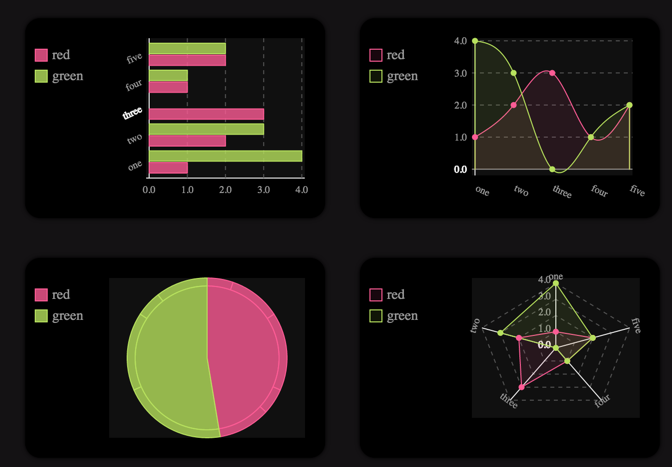 red
green
five
four
three
two
one
0.0 1.0 2.0 3.0 4.0
red
green
4.0
3.0
2.0
1.0
0.0
one two three four five
red
green
red
green
one
4.0
3.0
2.0
1.0
0.0
two
five
three
four